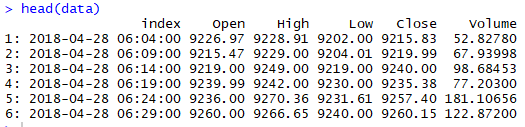 > head(data)
index Open High Low Close Volume
1: 2018-04-28 06:04:00 9226.97 9228.91 9202.00 9215.83 52.82780
2: 2018-04-28 06:09:00 9215.47 9229.00 9204.01 9219.99 67.93998
3: 2018-04-28 06:14:00 9219.00 9249.00 9219.00 9240.00 98.68453
4: 2018-04-28 06:19:00 9239.99 9242.00 9230.00 9235.38 77.20300
5: 2018-04-28 06:24:00 9236.00 9270.36 9231.61 9257.40 181.10656
6: 2018-04-28 06:29:00 9260.00 9266.65 9240.00 9260.15 122.87200